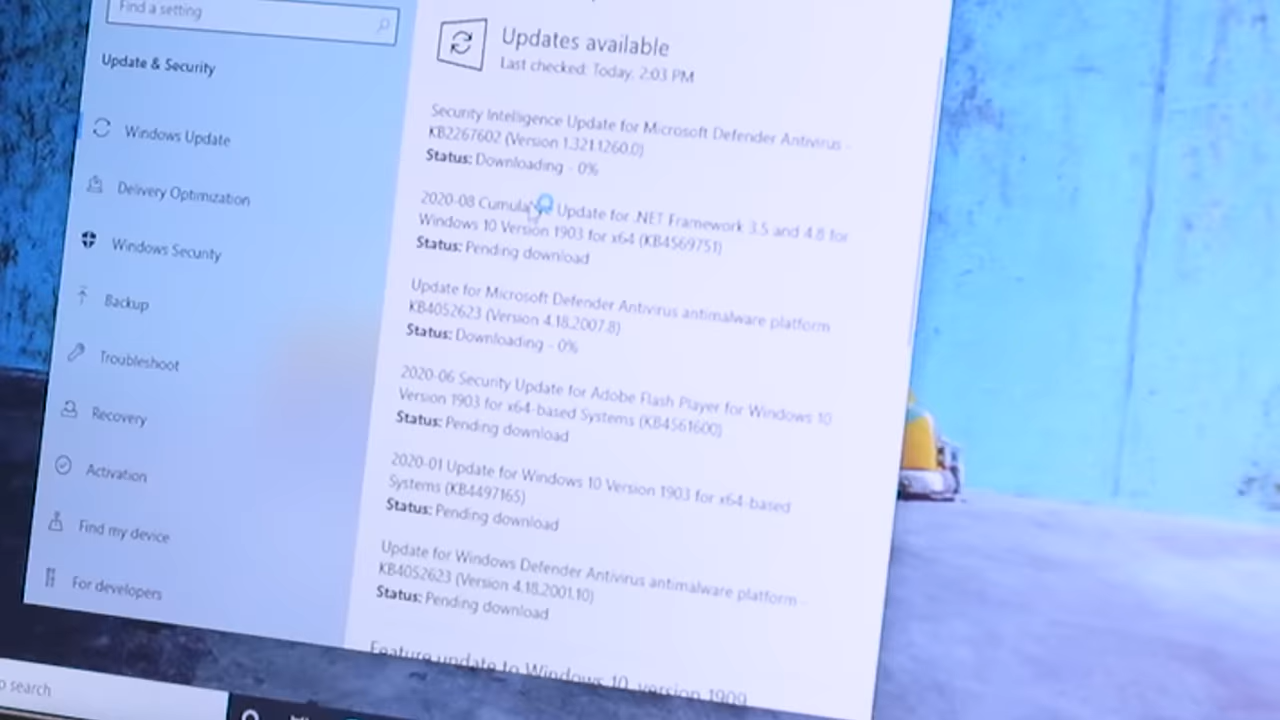 Find a setting
Update & Security
Windows Update
Delivery Optimization
Windows Security
Backup
Troubleshoot
Recovery
Activation
Find my device
For developers
Updates available
Last checked: Today, 2:03 PM
Security Intelligence Update for Microsoft Defender Antivirus -
KB2267602 (Version 1.321.1260.0)
Status: Downloading - 0%
2020-08 Cumula Update for .NET Framework 3.5 and 4.8 for
Windows 10 Version 1903 for x64 (KB4569751)
Status: Pending download
Update for Microsoft Defender Antivirus antimalware platform
KB4052623 (Version 4.18.2007.8)
Status: Downloading - 0%
2020-06 Security Update for Adobe Flash Player for Windows 10
Version 1903 for x64-based Systems (KB4561600)
Status: Pending download
2020-01 Update for Windows 10 Version 1903 for x64-based
Systems (KB4497165)
Status: Pending download
Update for Windows Defender Antivirus antimalware platform -
KB4052623 (Version 4.18.2001.10)
Status: Pending download
Feature update to Windows 10, version 1909
o search